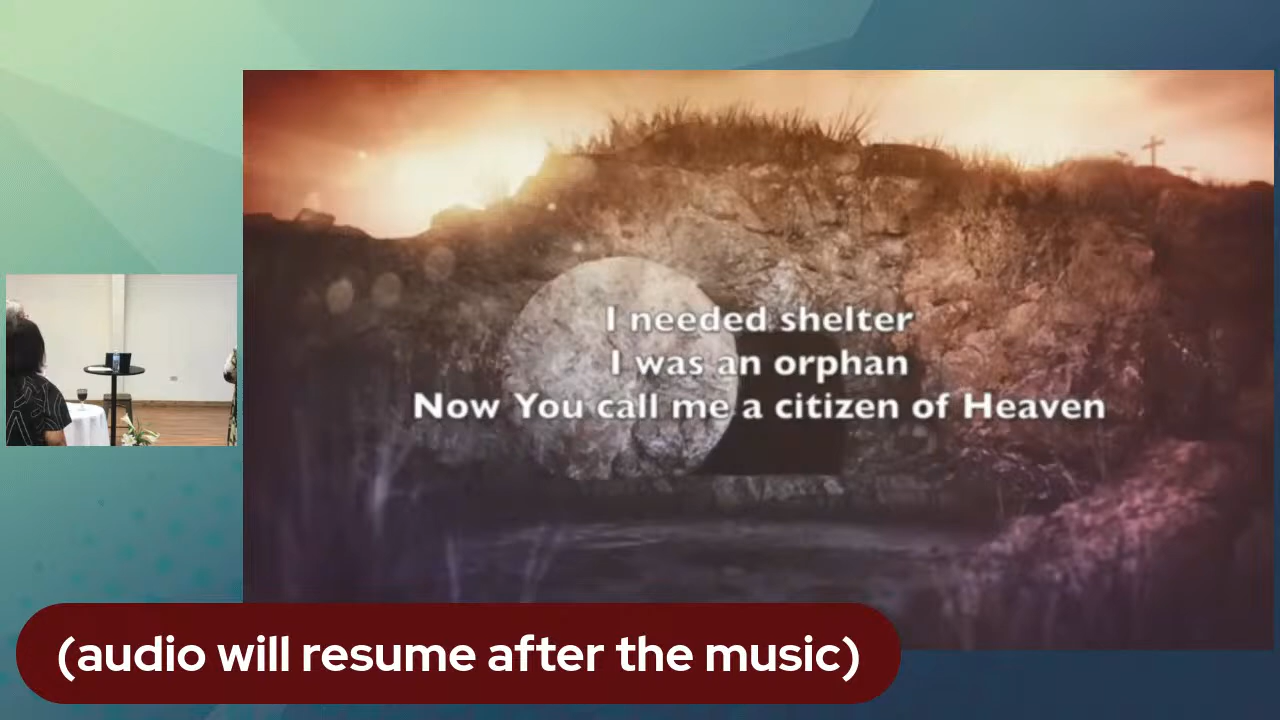 I needed shelter
I was an orphan
Now You call me a citizen of Heaven
(audio will resume after the music)